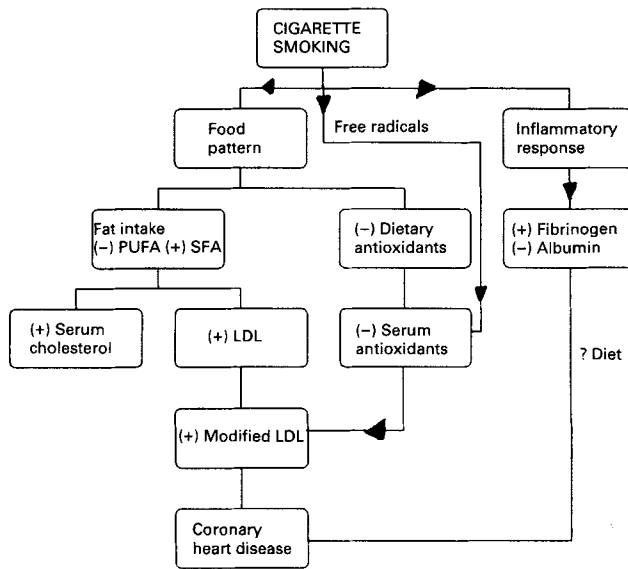 CIGARETTE
SMOKING
Food
pattern
Free radicals
Inflammatory
response
Fat intake
(−) PUFA (+) SFA
(−) Dietary
antioxidants
(+) Fibrinogen
(−) Albumin
(+) Serum
cholesterol
(+) LDL
(−) Serum
antioxidants
? Diet
(+) Modified LDL
Coronary
heart disease